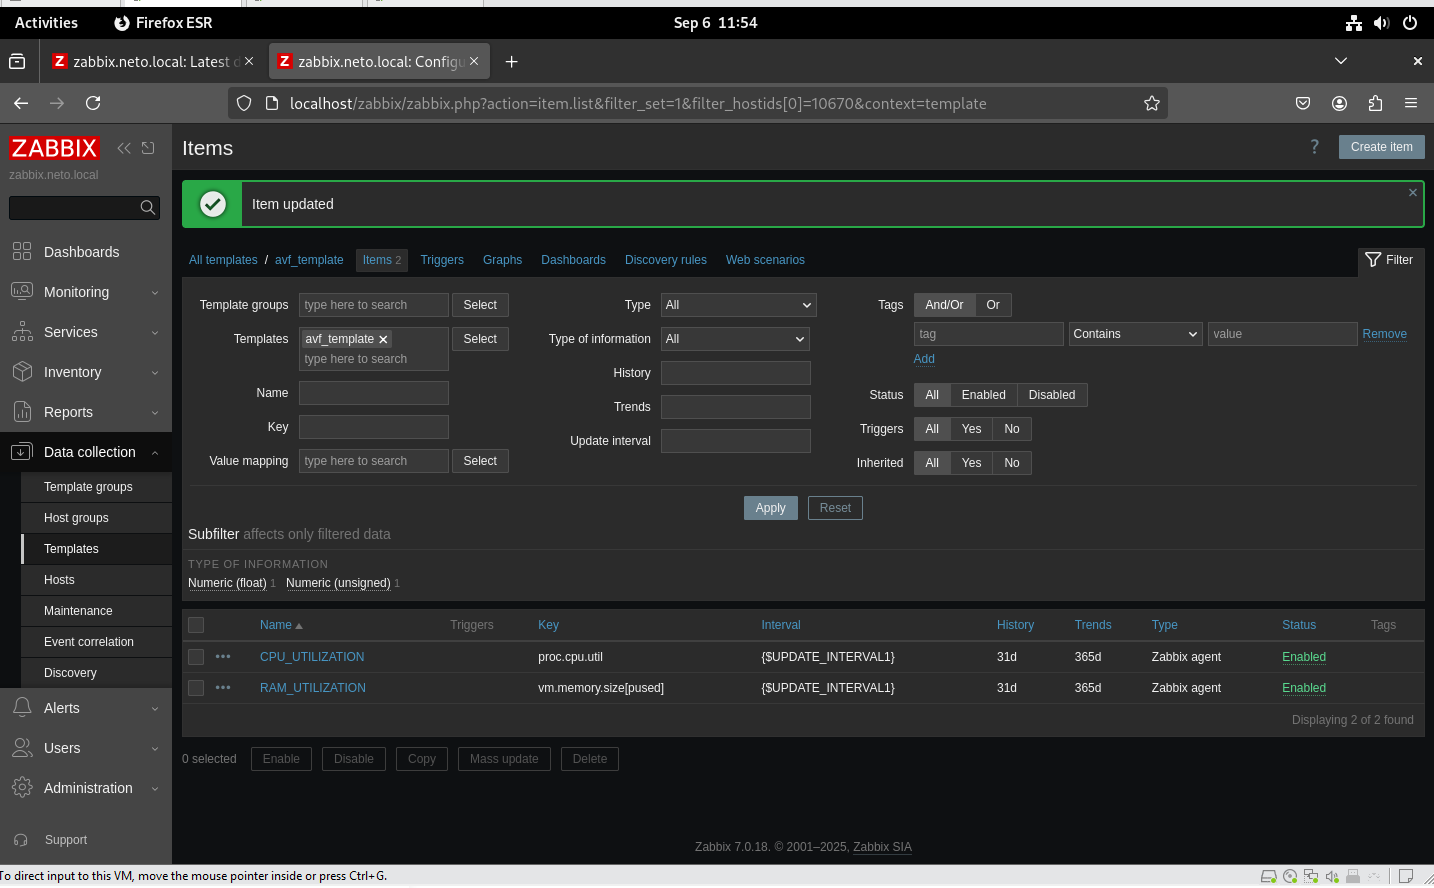 Activities Firefox ESR Sep 6 11:54
Z zabbix.neto.local: Latest d Z zabbix.neto.local: Configu
localhost/zabbix/zabbix.php?action=item.list&filter_set=1&filter_hostids[0]=10670&context=template
ZABBIX
zabbix.neto.local
Dashboards
Monitoring
Services
Inventory
Reports
Data collection
Template groups
Host groups
Templates
Hosts
Maintenance
Event correlation
Discovery
Alerts
Users
Administration
Support
Items ? Create item
Item updated
All templates / avf_template Items 2 Triggers Graphs Dashboards Discovery rules Web scenarios Filter
Template groups type here to search Select
Templates avf_template Select
type here to search
Name
Key
Value mapping type here to search Select
Type All
Type of information All
History
Trends
Update interval
Tags And/Or Or
tag Contains value Remove
Add
Status All Enabled Disabled
Triggers All Yes No
Inherited All Yes No
Apply Reset
Subfilter affects only filtered data
TYPE OF INFORMATION
Numeric (float) 1 Numeric (unsigned) 1
Name Triggers Key Interval History Trends Type Status Tags
CPU_UTILIZATION proc.cpu.util {$UPDATE_INTERVAL1} 31d 365d Zabbix agent Enabled
RAM_UTILIZATION vm.memory.size[pused] {$UPDATE_INTERVAL1} 31d 365d Zabbix agent Enabled
Displaying 2 of 2 found
0 selected Enable Disable Copy Mass update Delete
Zabbix 7.0.18. © 2001–2025, Zabbix SIA
To direct input to this VM, move the mouse pointer inside or press Ctrl+G.